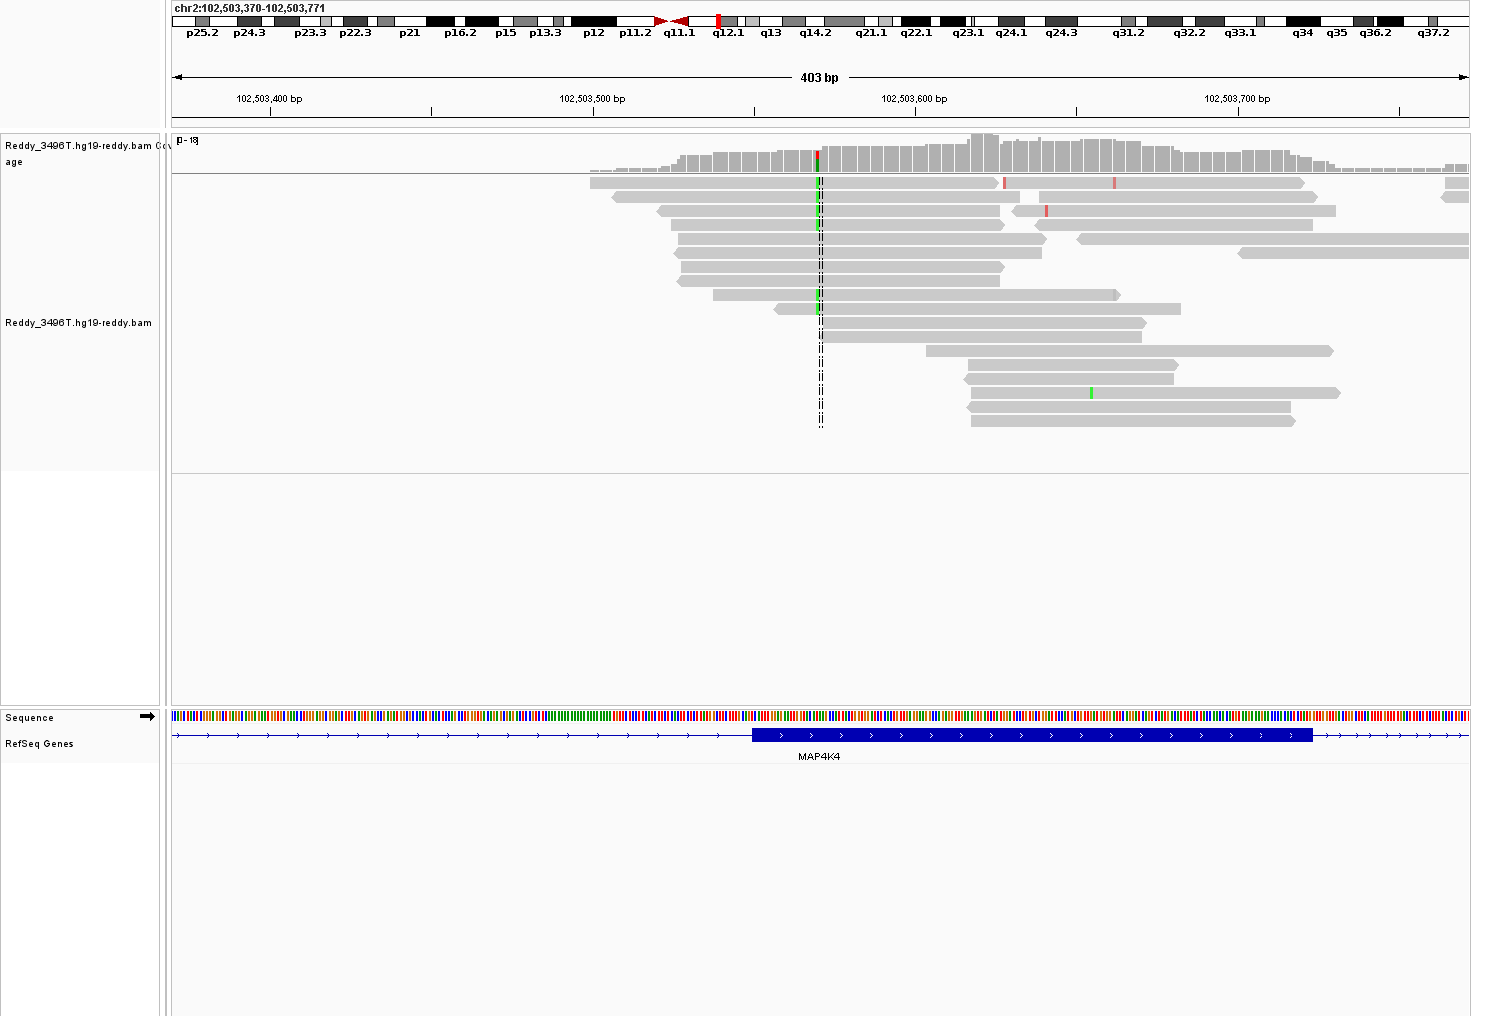 chr2:102,503,370-102,503,771
p25.2 p24.3 p23.3 p22.3 p21 p16.2 p15 p13.3 p12 p11.2 q11.1 q12.1 q13 q14.2 q21.1 q22.1 q23.1 q24.1 q24.3 q31.2 q32.2 q33.1 q34 q35 q36.2 q37.2
403 bp
102,503,400 bp 102,503,500 bp 102,503,600 bp 102,503,700 bp
Reddy_3496T.hg19-reddy.bam Cov
age
[0 - 18]
Reddy_3496T.hg19-reddy.bam
Sequence
RefSeq Genes
MAP4K4